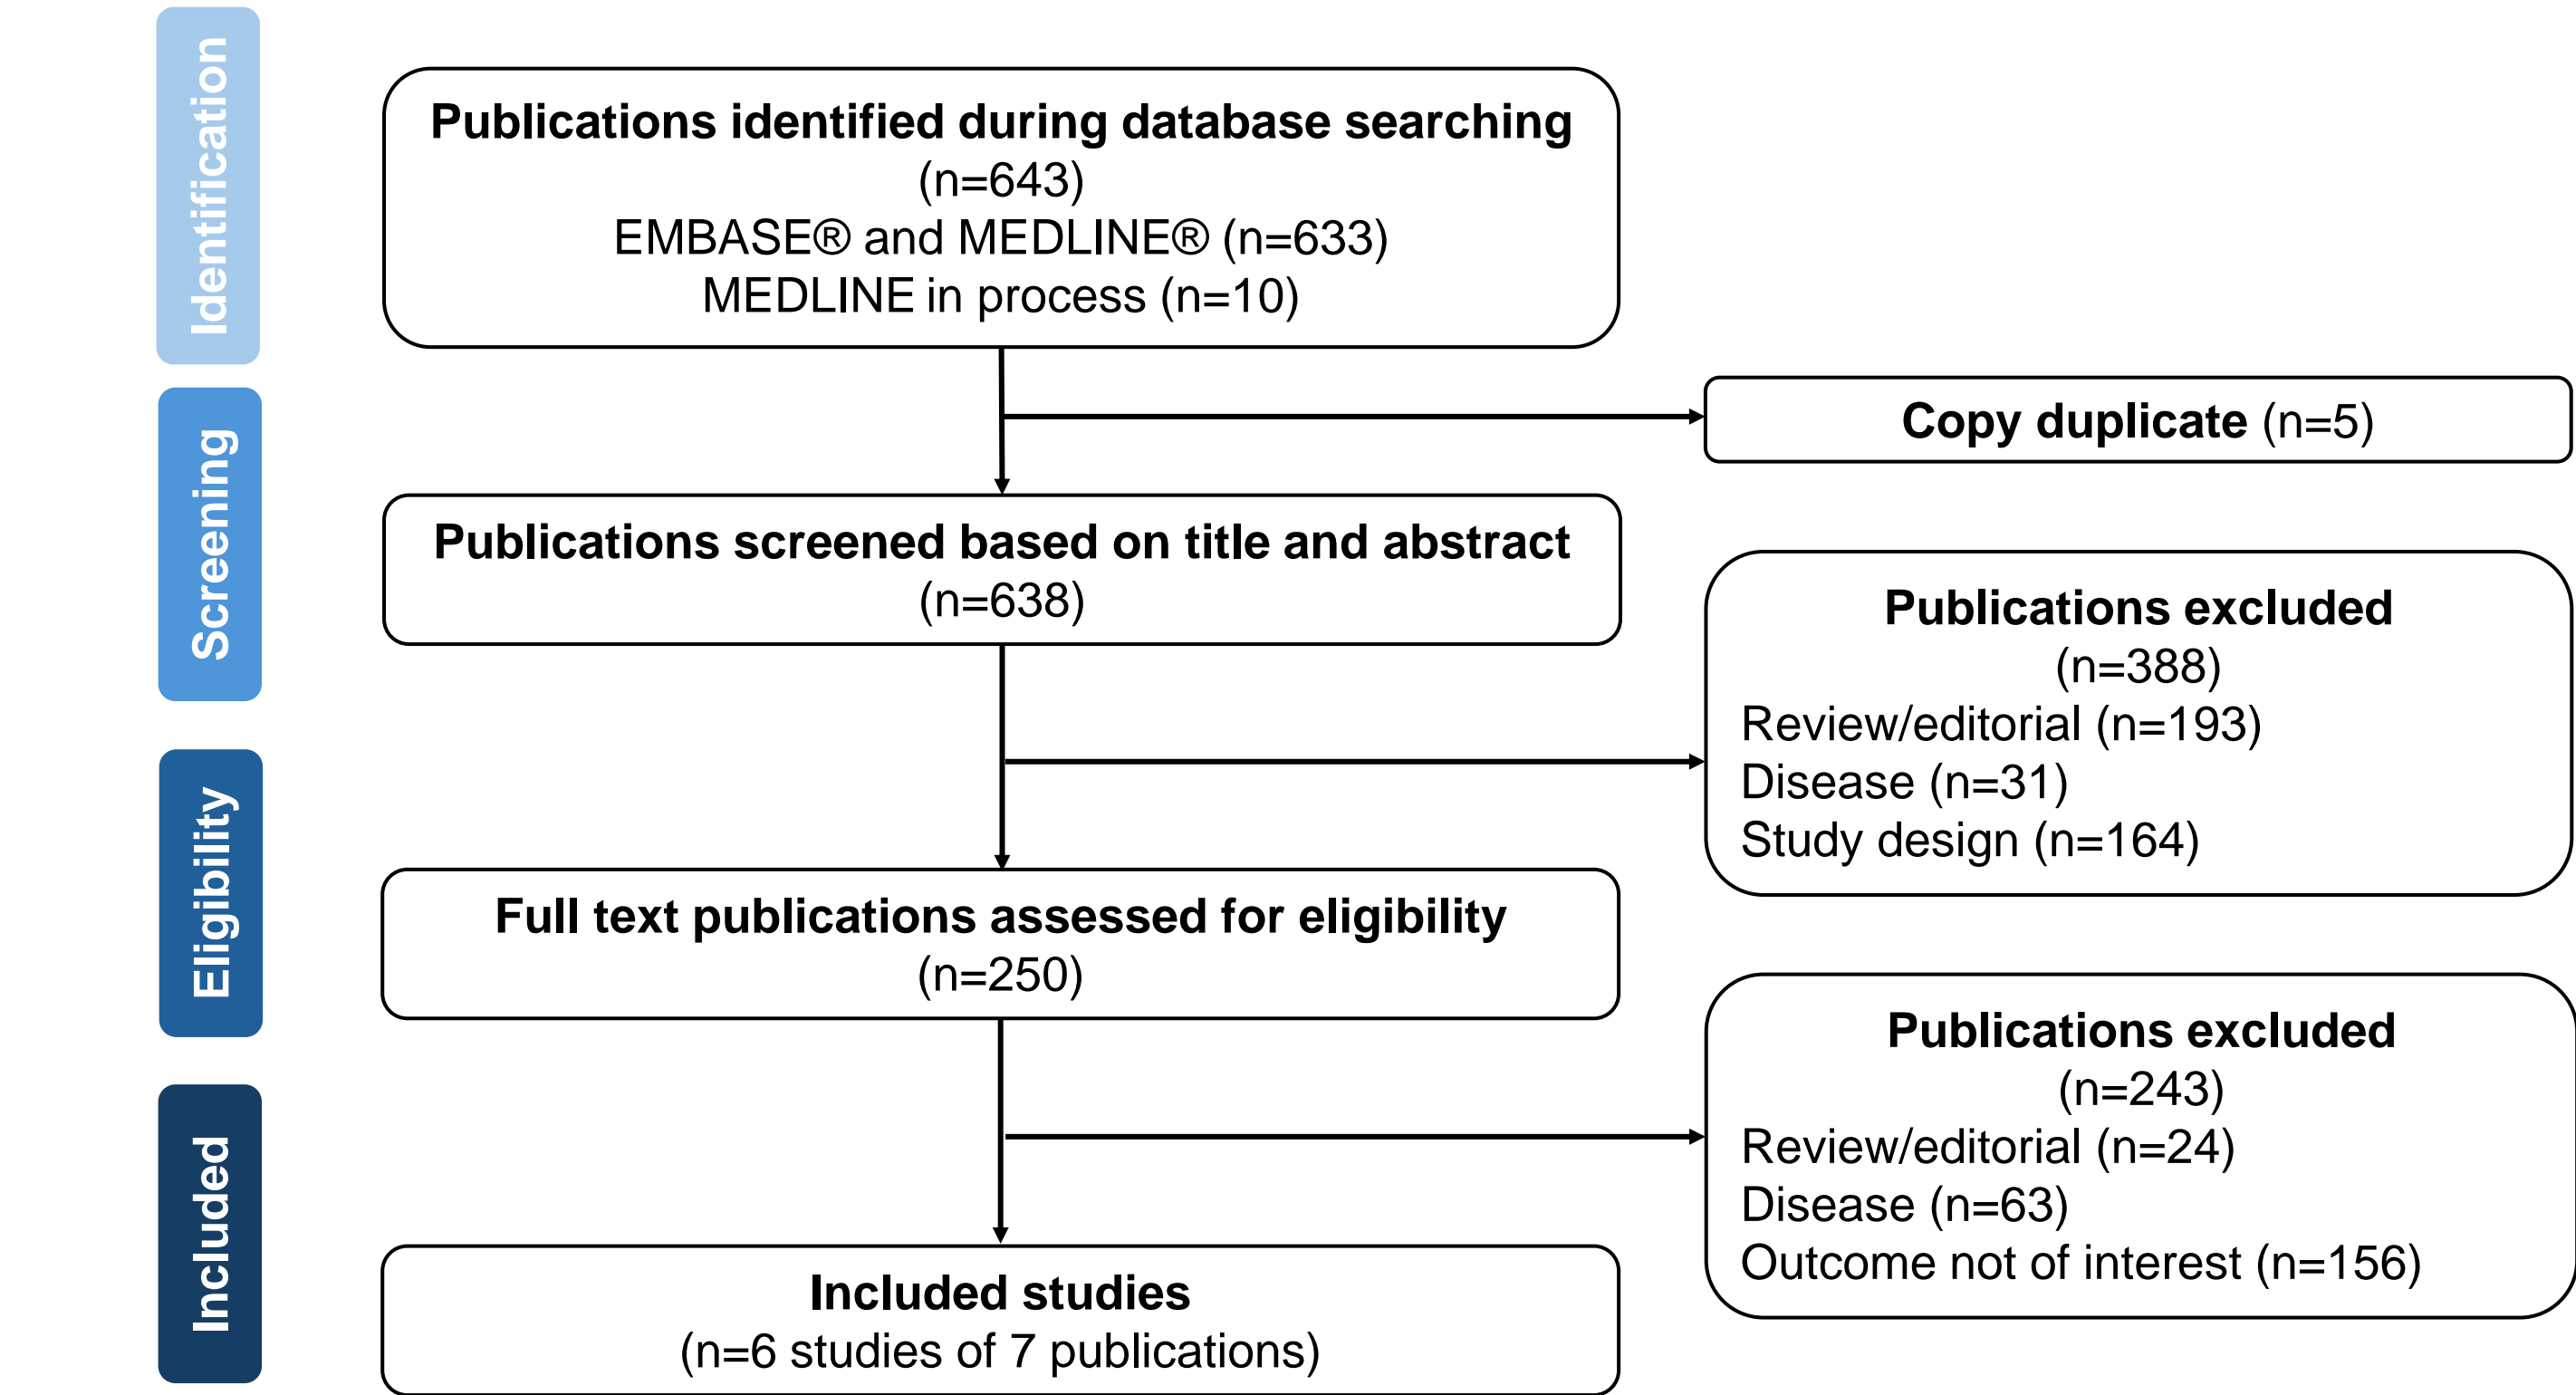 Identification
Publications identified during database searching
(n=643)
EMBASE® and MEDLINE® (n=633)
MEDLINE in process (n=10)
Copy duplicate (n=5)
Screening
Publications screened based on title and abstract
(n=638)
Publications excluded
(n=388)
Review/editorial (n=193)
Disease (n=31)
Study design (n=164)
Eligibility
Full text publications assessed for eligibility
(n=250)
Publications excluded
(n=243)
Review/editorial (n=24)
Disease (n=63)
Outcome not of interest (n=156)
Included
Included studies
(n=6 studies of 7 publications)